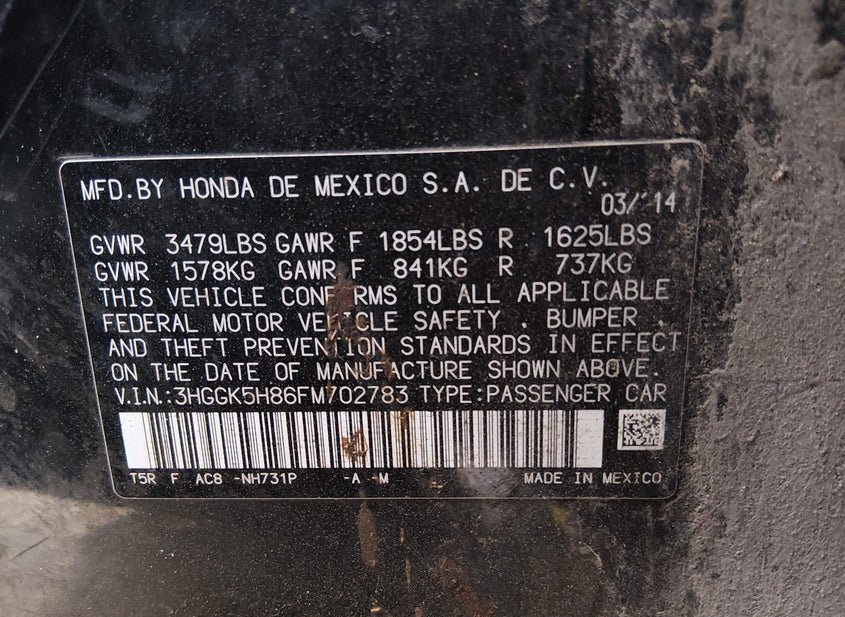 MFD.BY HONDA DE MEXICO S.A. DE C.V.
03/'14
GVWR 3479LBS GAWR F 1854LBS R 1625LBS
GVWR 1578KG GAWR F 841KG R 737KG
THIS VEHICLE CONFORMS TO ALL APPLICABLE
FEDERAL MOTOR VEHICLE SAFETY , BUMPER ,
AND THEFT PREVENTION STANDARDS IN EFFECT
ON THE DATE OF MANUFACTURE SHOWN ABOVE.
V.I.N.:3HGGK5H86FM702783 TYPE:PASSENGER CAR
T5R F AC8 -NH731P -A -M MADE IN MEXICO